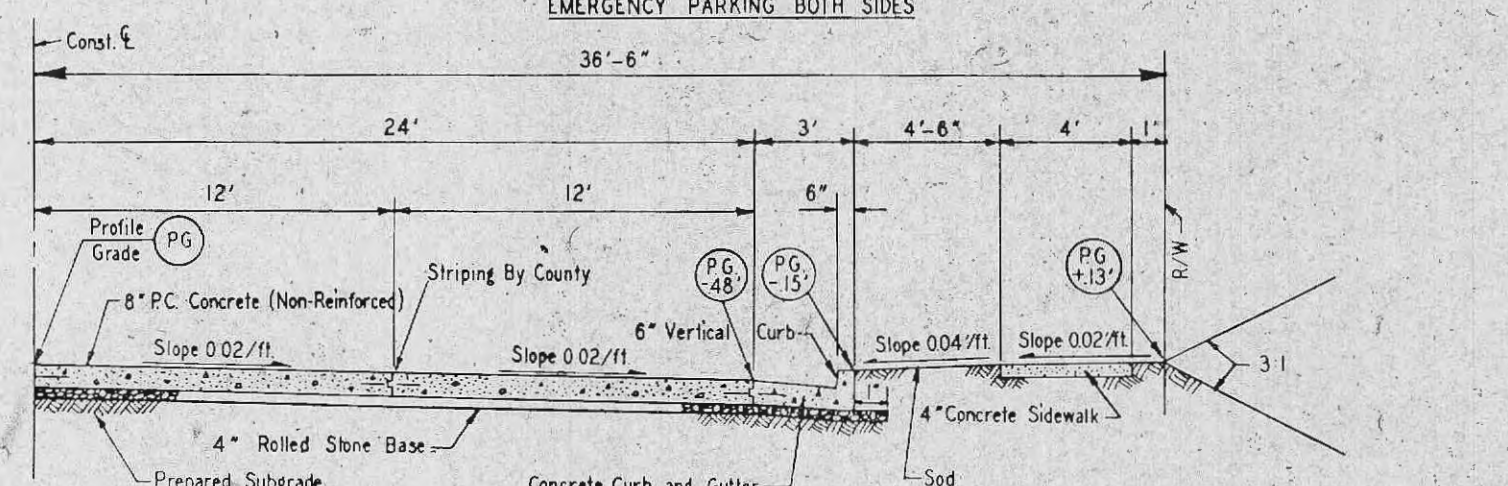 EMERGENCY PARKING BOTH SIDES
Const. ℄
36'-6"
24'
3'
4'-6"
4'
1'
12'
12'
6"
Profile
Grade
PG
Striping By County
P.G.
-.48'
P.G.
-.15'
P.G.
+.13'
R/W
8" P.C. Concrete (Non-Reinforced)
6" Vertical Curb
Slope 0.02/ft.
Slope 0.02/ft.
Slope 0.04'/ft.
Slope 0.02'/ft.
3:1
1'
4" Concrete Sidewalk
4" Rolled Stone Base
Prepared Subgrade
Concrete Curb and Gutter
Sod